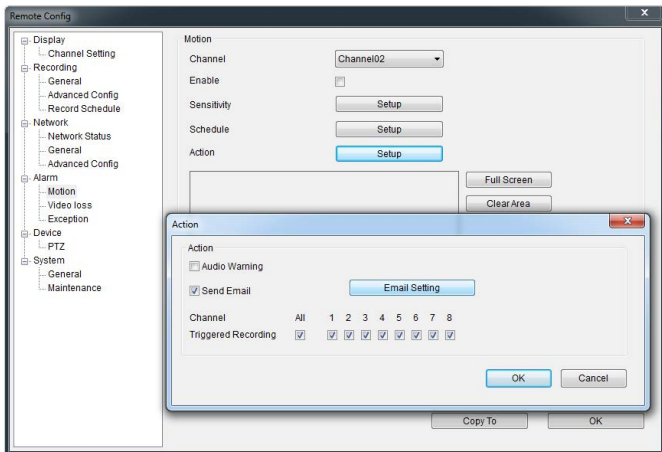 Remote Config
x
Display
Channel Setting
Recording
General
Advanced Config
Record Schedule
Network
Network Status
General
Advanced Config
Alarm
Motion
Video loss
Exception
Device
PTZ
System
General
Maintenance
Motion
Channel Channel02
Enable
Sensitivity Setup
Schedule Setup
Action Setup
Full Screen
Clear Area
Action
x
Action
Audio Warning
Send Email Email Setting
Channel All 1 2 3 4 5 6 7 8
Triggered Recording
OK Cancel
Copy To OK